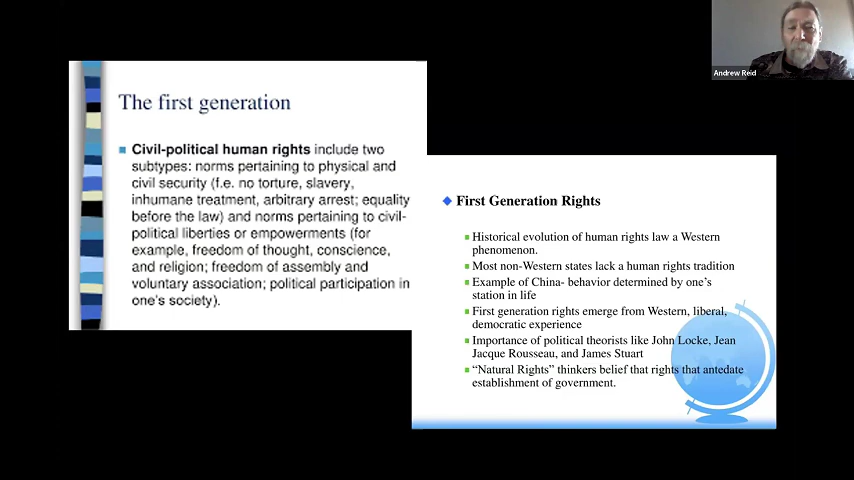 Andrew Reid
The first generation
Civil-political human rights include two
subtypes: norms pertaining to physical and
civil security (f.e. no torture, slavery,
inhumane treatment, arbitrary arrest; equality
before the law) and norms pertaining to civil-
political liberties or empowerments (for
example, freedom of thought, conscience,
and religion; freedom of assembly and
voluntary association; political participation in
one's society).
First Generation Rights
Historical evolution of human rights law a Western
phenomenon.
Most non-Western states lack a human rights tradition
Example of China- behavior determined by one's
station in life
First generation rights emerge from Western, liberal,
democratic experience
Importance of political theorists like John Locke, Jean
Jacque Rousseau, and James Stuart
“Natural Rights” thinkers belief that rights that antedate
establishment of government.